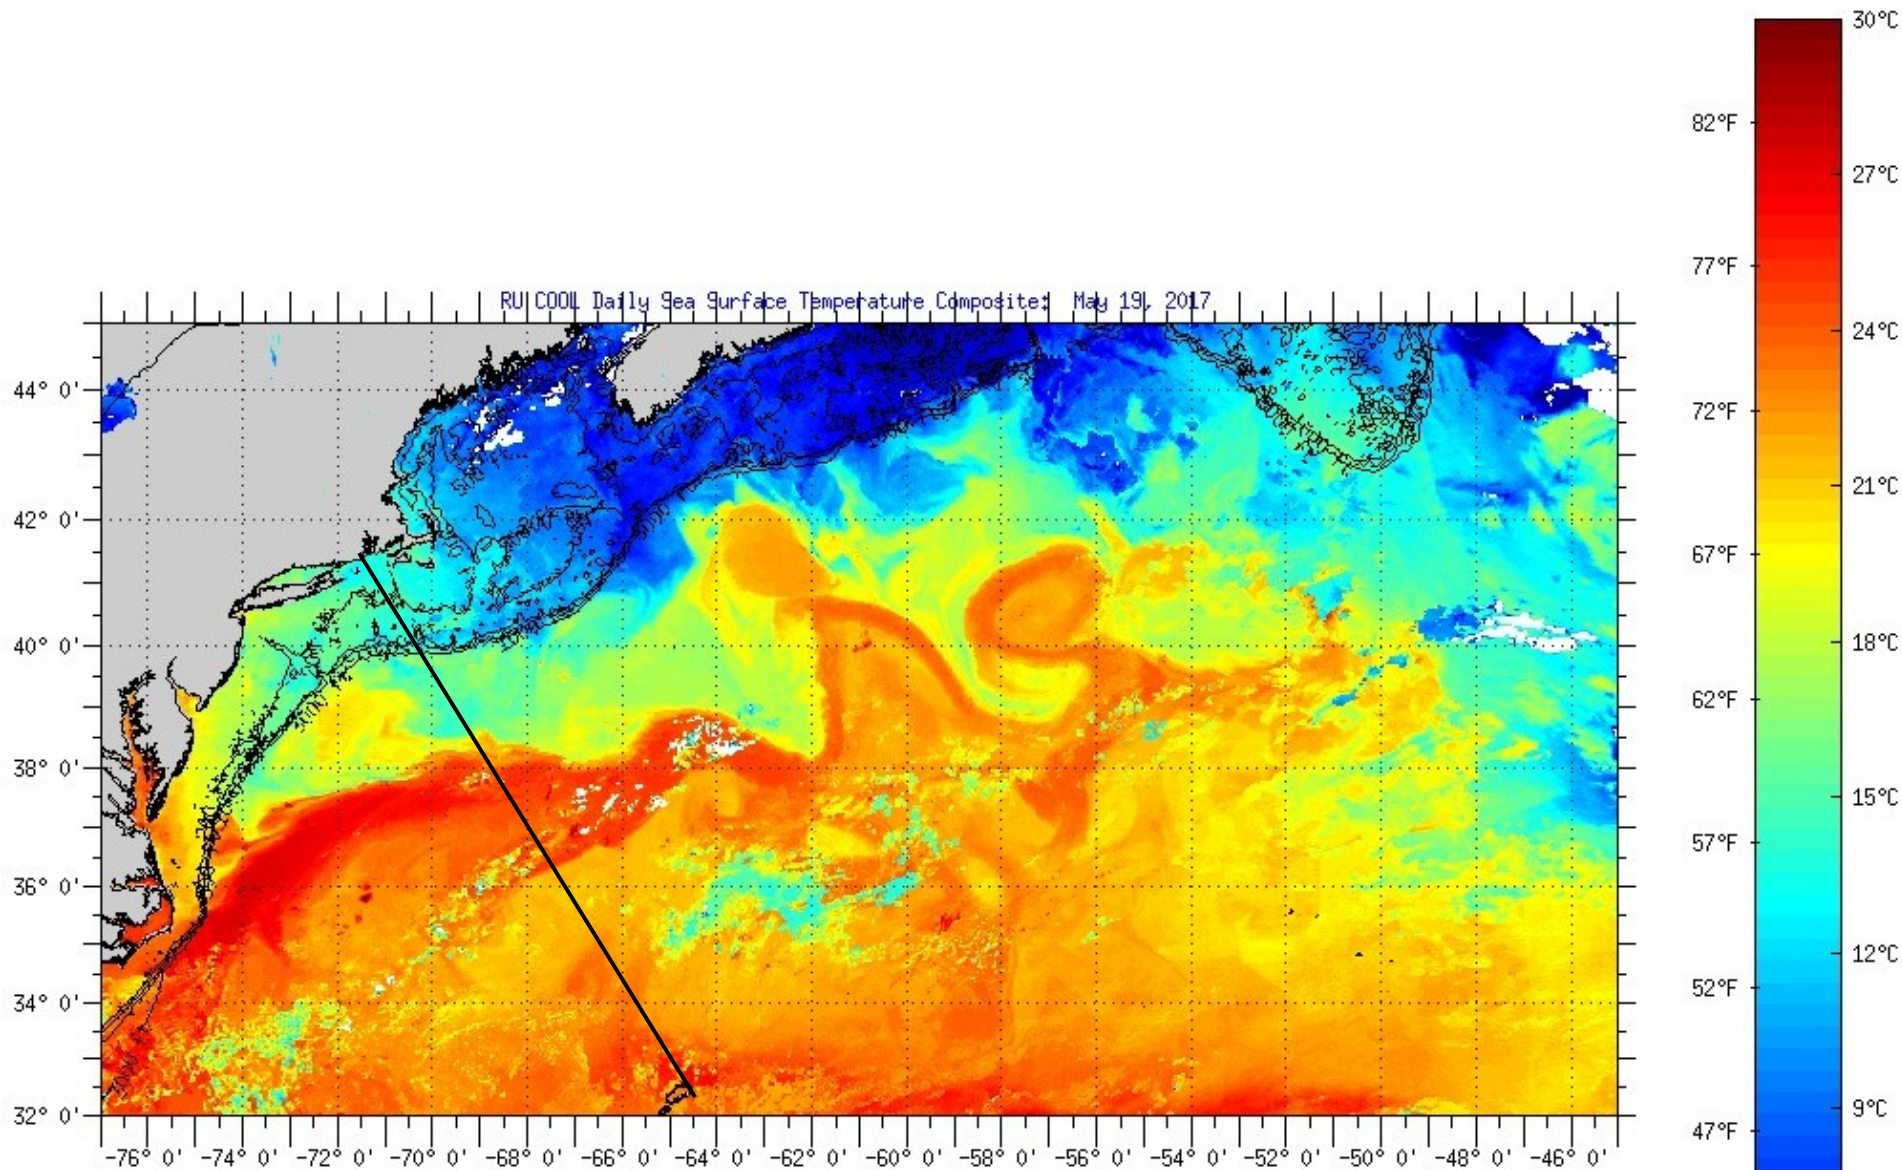 RU COOL Daily Sea Surface Temperature Composite: May 19, 2017
30°C
82°F
27°C
77°F
24°C
72°F
21°C
67°F
18°C
62°F
15°C
57°F
12°C
52°F
9°C
47°F
44° 0'
42° 0'
40° 0'
38° 0'
36° 0'
34° 0'
32° 0'
-76° 0' -74° 0' -72° 0' -70° 0' -68° 0' -66° 0' -64° 0' -62° 0' -60° 0' -58° 0' -56° 0' -54° 0' -52° 0' -50° 0' -48° 0' -46° 0'